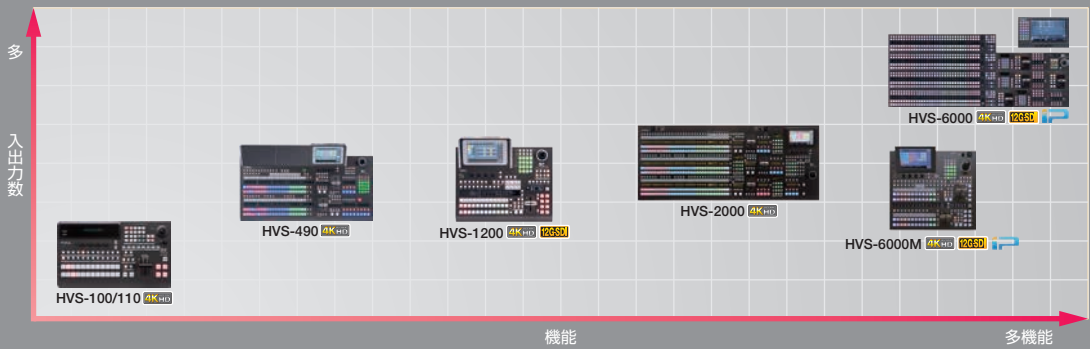 多
入出力数
HVS-6000 4K HD 12G-SDI iP
HVS-2000 4K HD
HVS-490 4K HD
HVS-1200 4K HD 12G-SDI
HVS-6000M 4K HD 12G-SDI iP
HVS-100/110 4K HD
機能
多機能